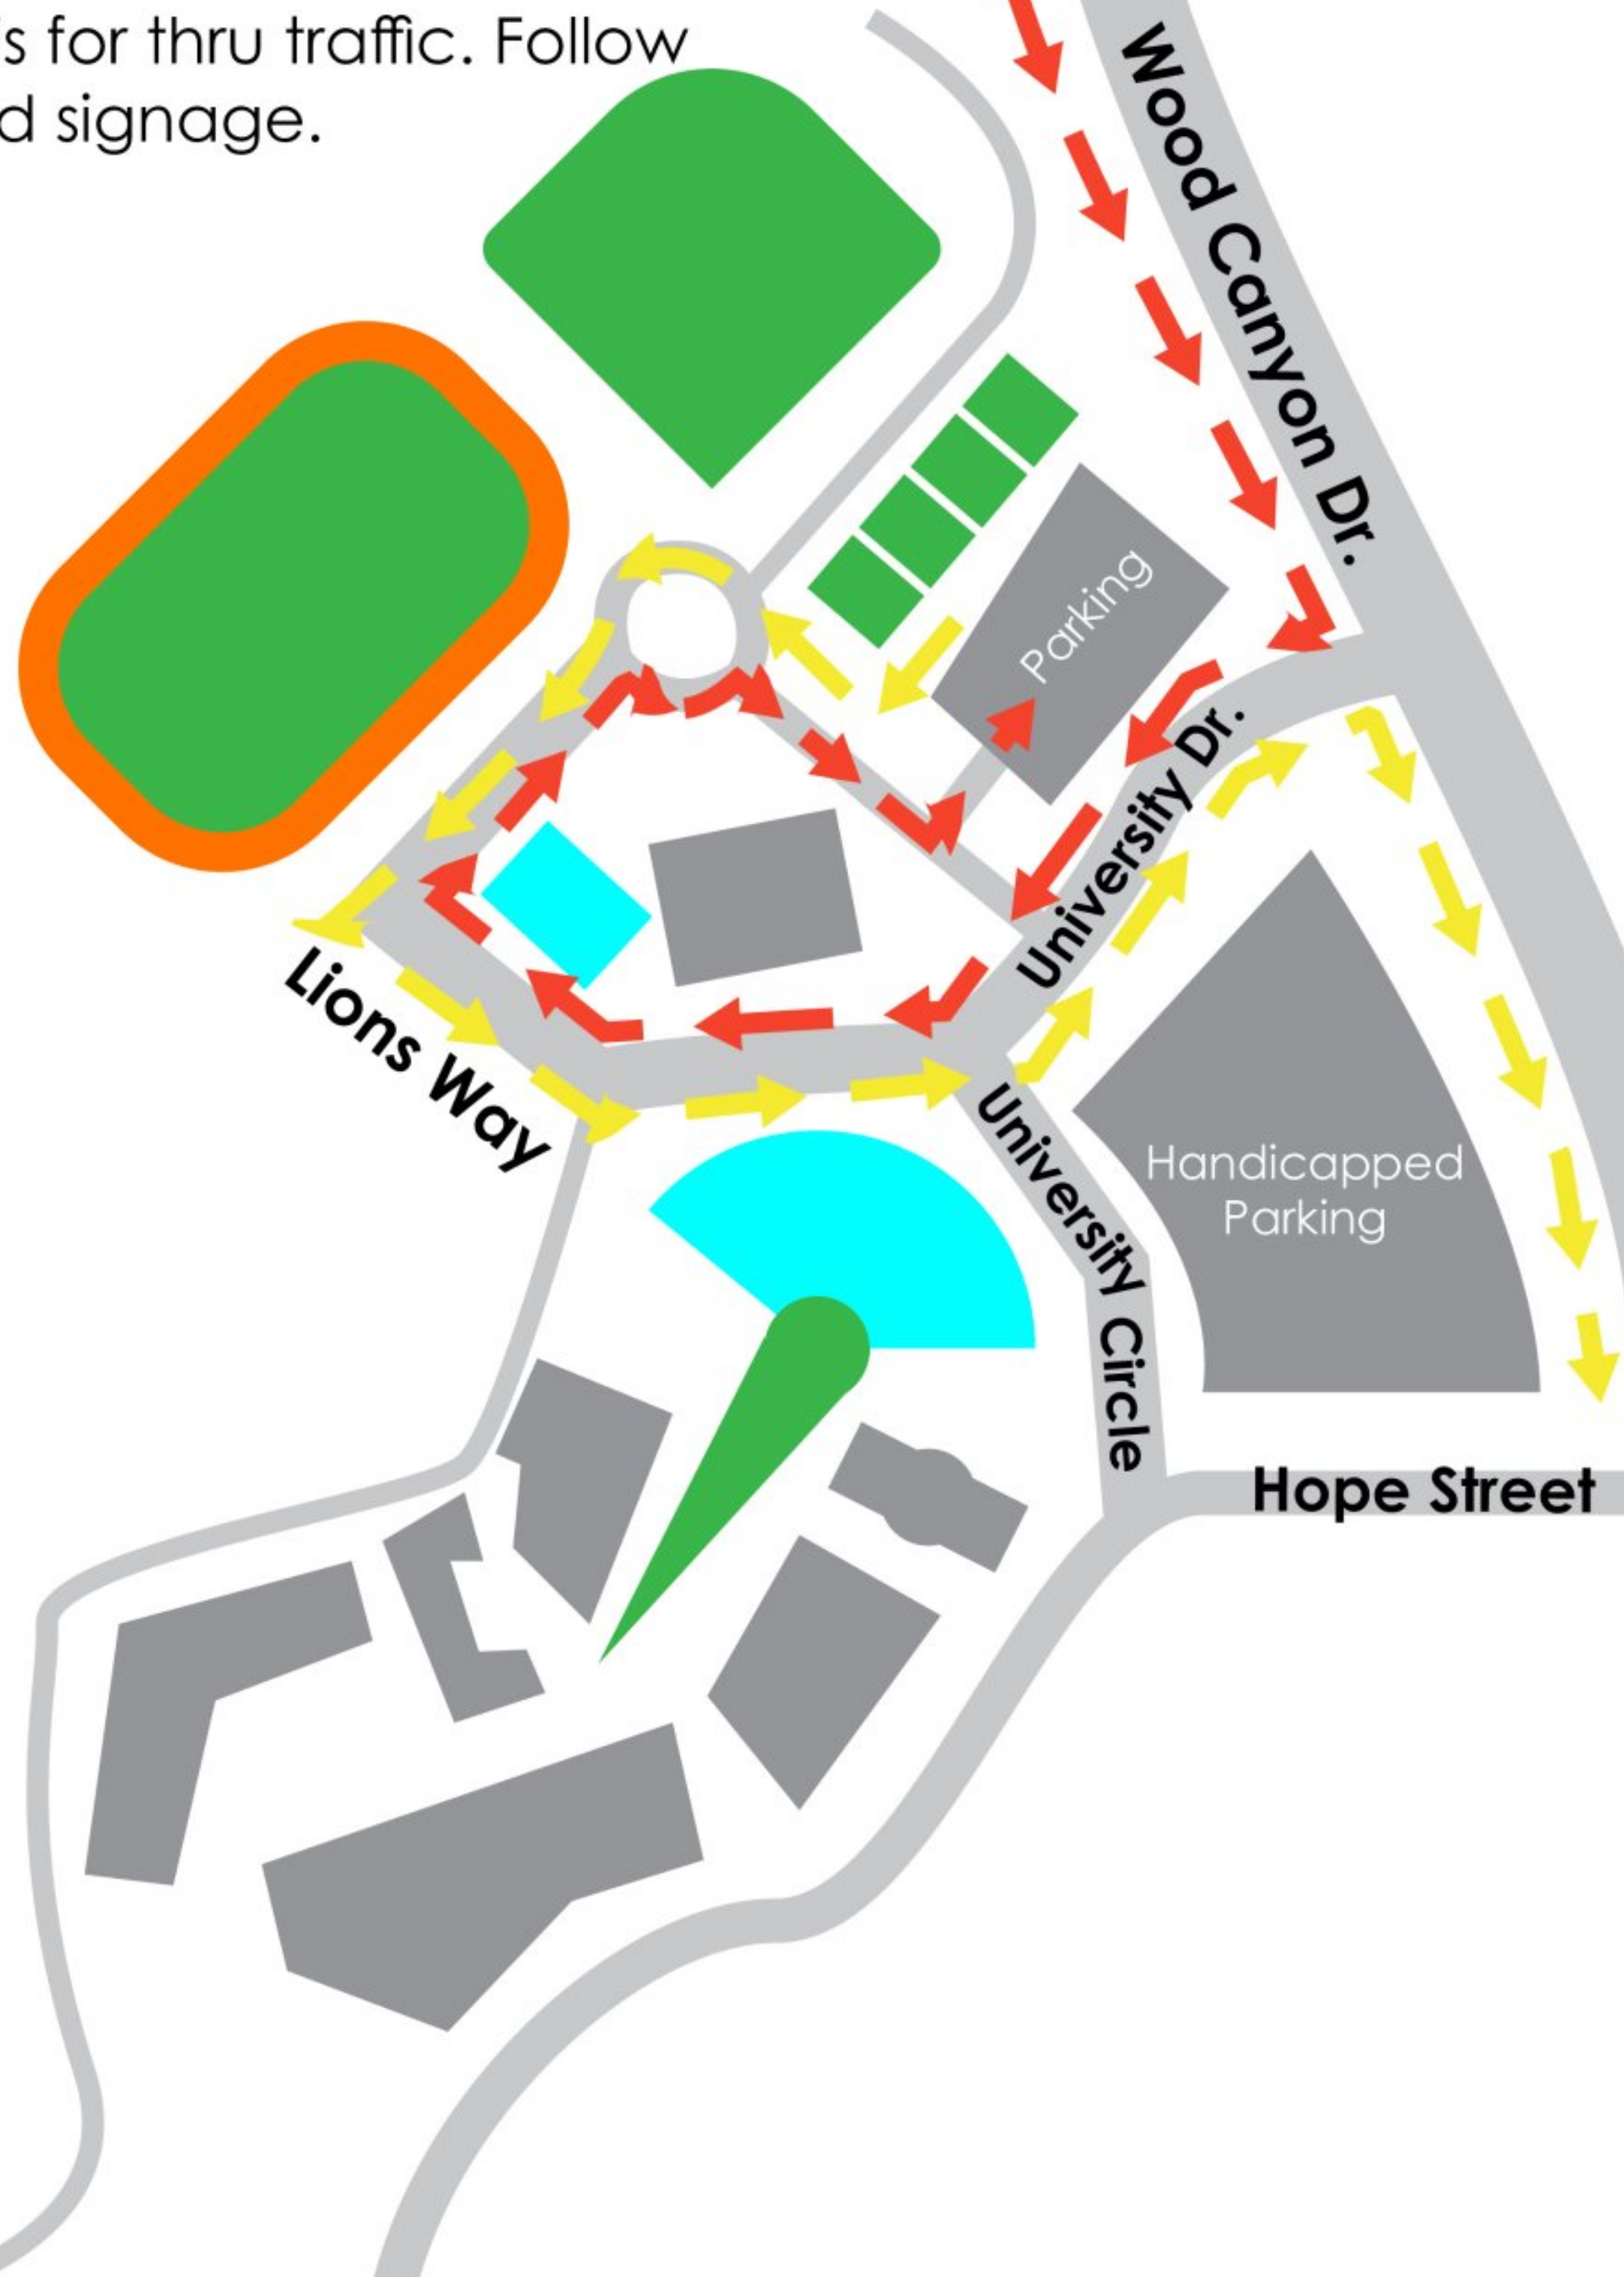 s for thru traffic. Follow
d signage.
Wood Canyon Dr.
Parking
University Dr.
Lions Way
University Circle
Handicapped
Parking
Hope Street